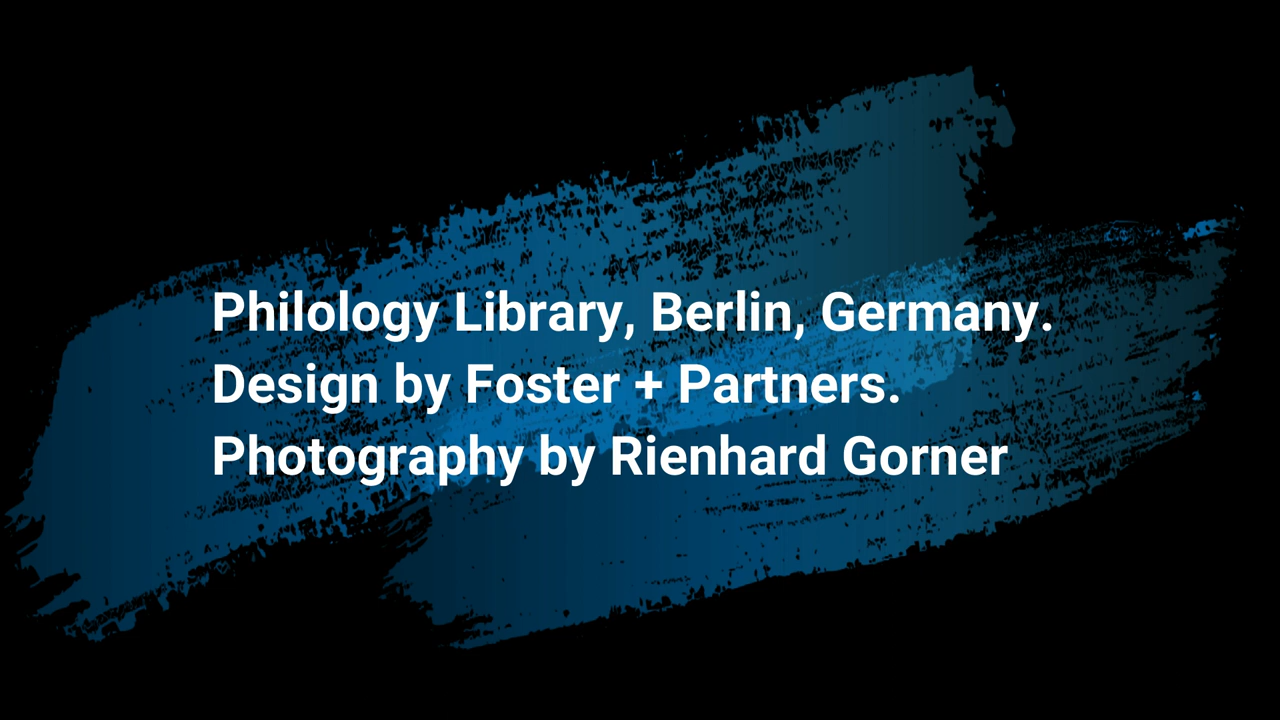 Philology Library, Berlin, Germany.
Design by Foster + Partners.
Photography by Rienhard Gorner